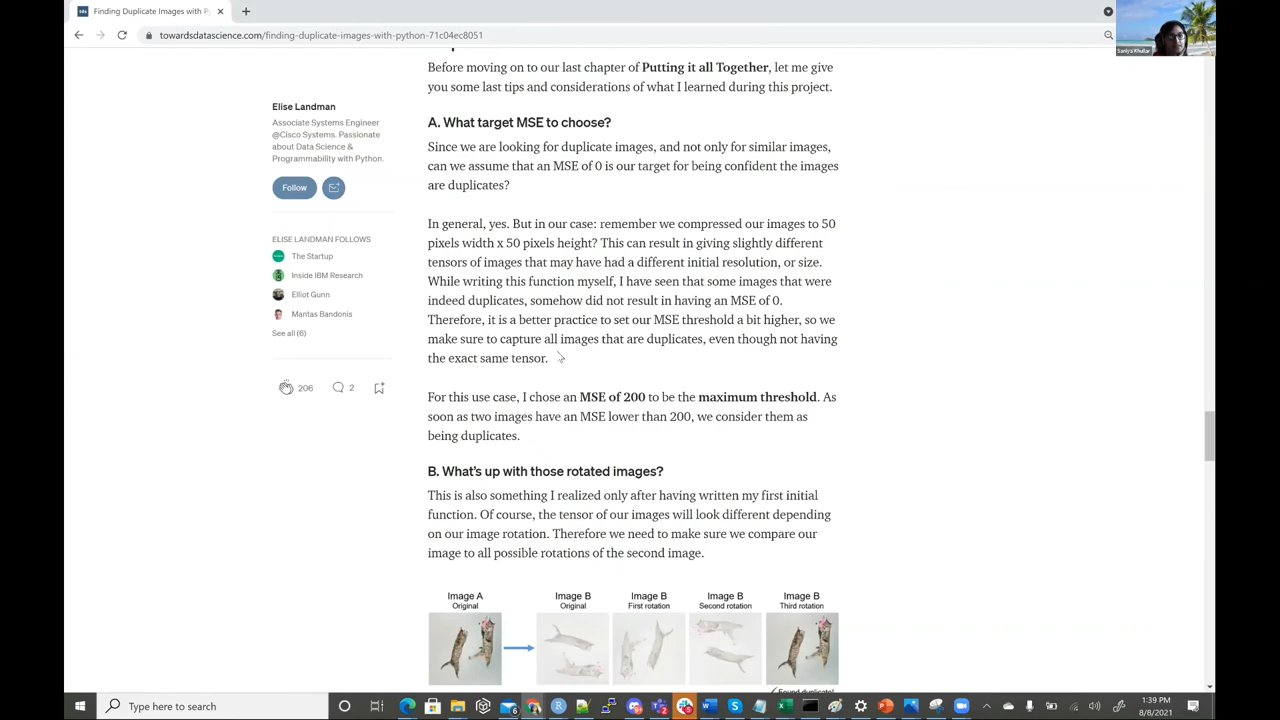 Finding Duplicate Images with P
towardsdatascience.com/finding-duplicate-images-with-python-71c04ec8051
Saniya Khullar
Before moving on to our last chapter of Putting it all Together, let me give
you some last tips and considerations of what I learned during this project.
Elise Landman
Associate Systems Engineer
@Cisco Systems. Passionate
about Data Science &
Programmability with Python.
Follow
ELISE LANDMAN FOLLOWS
The Startup
Inside IBM Research
Elliot Gunn
Mantas Bandonis
See all (6)
206
2
A. What target MSE to choose?
Since we are looking for duplicate images, and not only for similar images,
can we assume that an MSE of 0 is our target for being confident the images
are duplicates?
In general, yes. But in our case: remember we compressed our images to 50
pixels width x 50 pixels height? This can result in giving slightly different
tensors of images that may have had a different initial resolution, or size.
While writing this function myself, I have seen that some images that were
indeed duplicates, somehow did not result in having an MSE of 0.
Therefore, it is a better practice to set our MSE threshold a bit higher, so we
make sure to capture all images that are duplicates, even though not having
the exact same tensor.
For this use case, I chose an MSE of 200 to be the maximum threshold. As
soon as two images have an MSE lower than 200, we consider them as
being duplicates.
B. What's up with those rotated images?
This is also something I realized only after having written my first initial
function. Of course, the tensor of our images will look different depending
on our image rotation. Therefore we need to make sure we compare our
image to all possible rotations of the second image.
Image A
Original
Image B
Original
Image B
First rotation
Image B
Second rotation
Image B
Third rotation
Found duplicate!
Type here to search
1:39 PM
8/8/2021